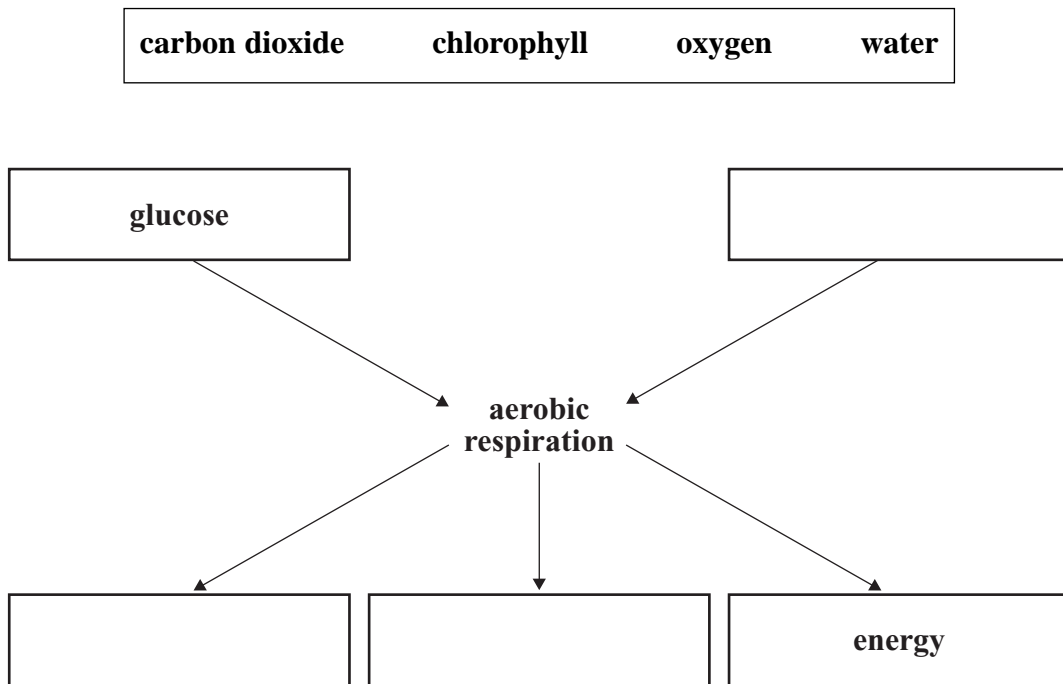 carbon dioxide chlorophyll oxygen water
glucose
aerobic
respiration
energy